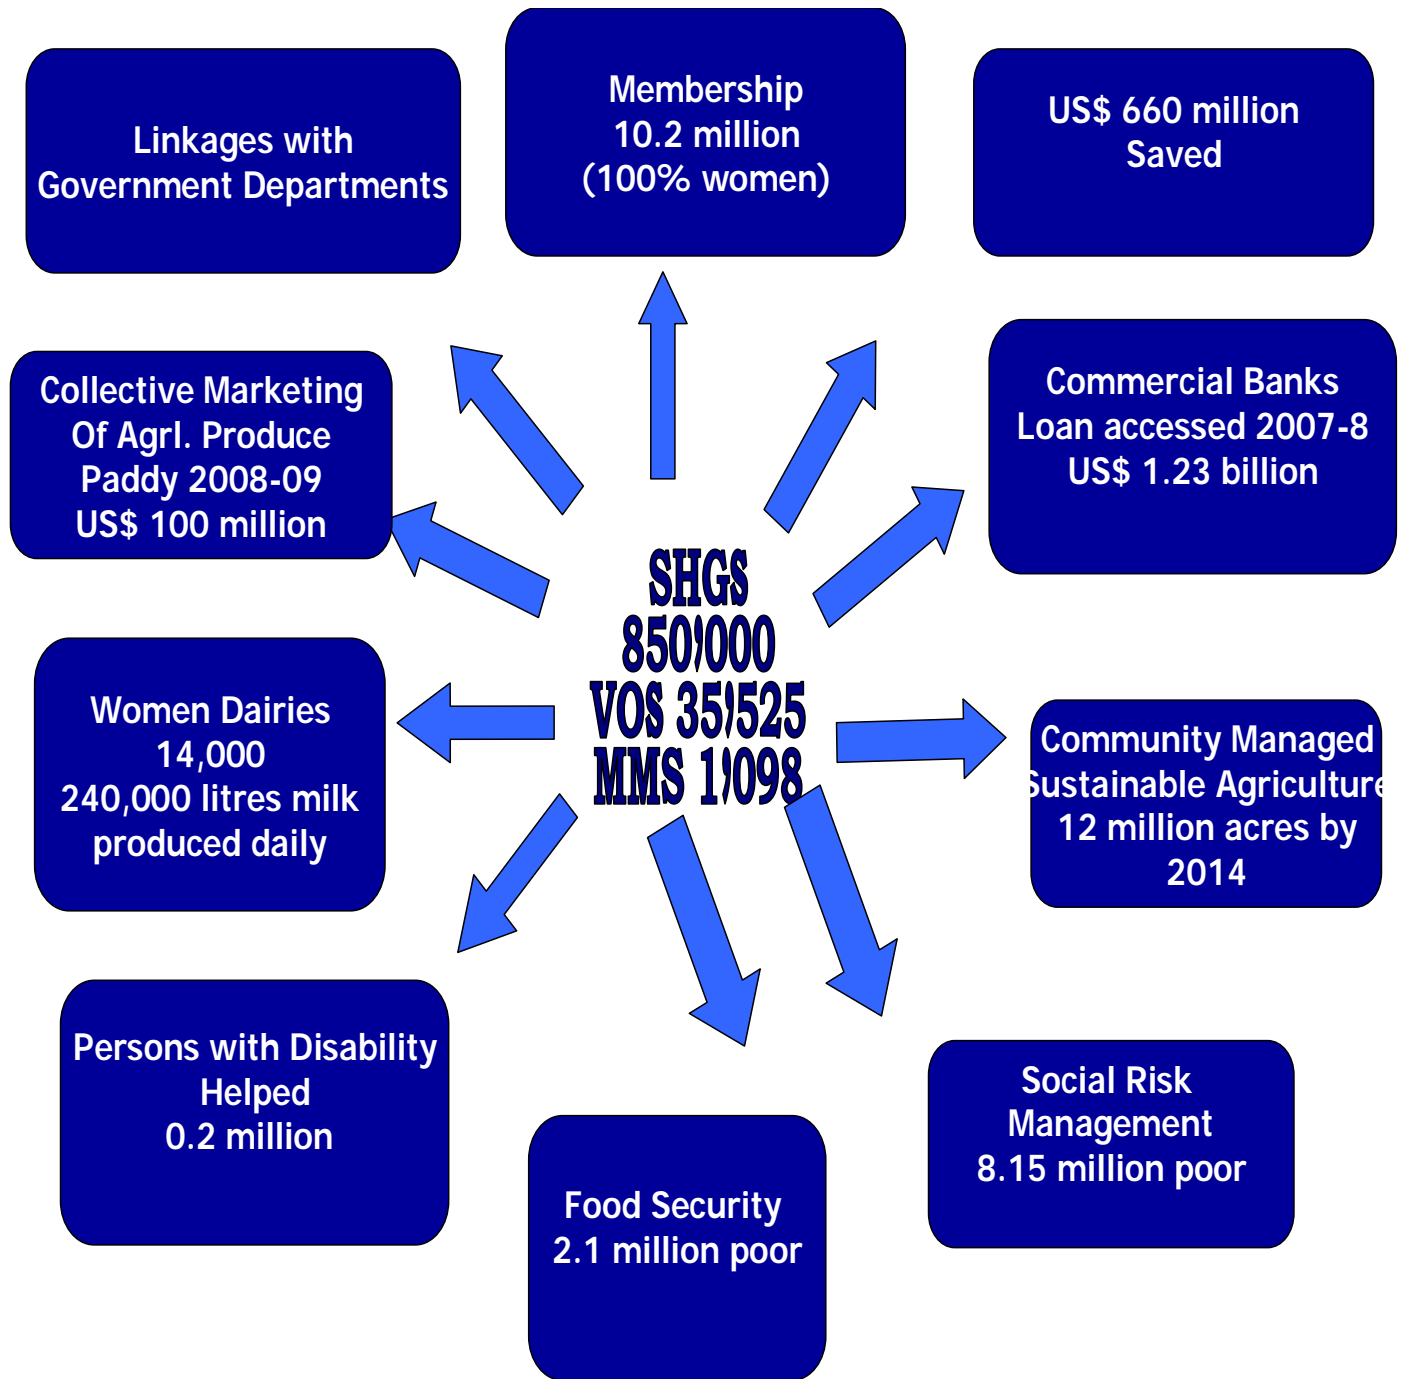 Linkages with
Government Departments
Membership
10.2 million
(100% women)
US$ 660 million
Saved
Collective Marketing
Of Agrl. Produce
Paddy 2008-09
US$ 100 million
Commercial Banks
Loan accessed 2007-8
US$ 1.23 billion
SHGS
850'000
VOS 35'525
MMS 1'098
Women Dairies
14,000
240,000 litres milk
produced daily
Community Managed
Sustainable Agriculture
12 million acres by
2014
Persons with Disability
Helped
0.2 million
Food Security
2.1 million poor
Social Risk
Management
8.15 million poor